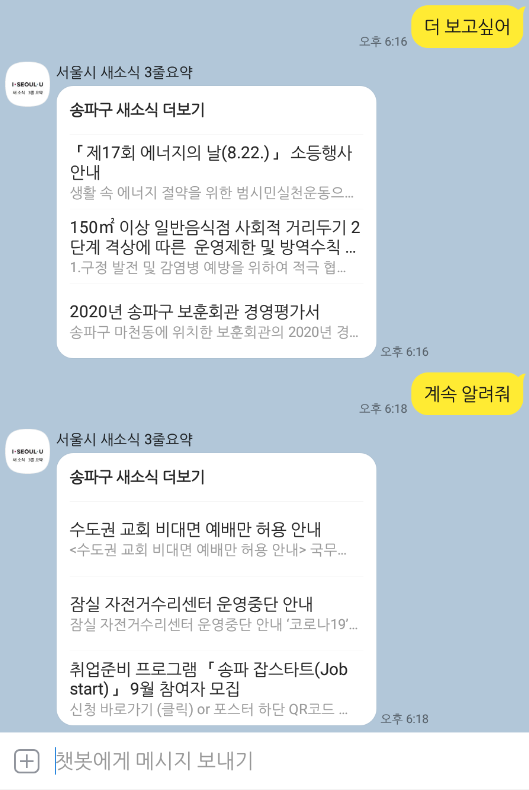 더 보고싶어
오후 6:16
서울시 새소식 3줄요약
I·SEOUL·U
새 소식 3줄 요약
송파구 새소식 더보기
「제17회 에너지의 날(8.22.)」 소등행사
안내
생활 속 에너지 절약을 위한 범시민실천운동으...
150㎡ 이상 일반음식점 사회적 거리두기 2
단계 격상에 따른 운영제한 및 방역수칙 ...
1.구정 발전 및 감염병 예방을 위하여 적극 협...
2020년 송파구 보훈회관 경영평가서
송파구 마천동에 위치한 보훈회관의 2020년 경...
오후 6:16
계속 알려줘
오후 6:18
서울시 새소식 3줄요약
I·SEOUL·U
새 소식 3줄 요약
송파구 새소식 더보기
수도권 교회 비대면 예배만 허용 안내
<수도권 교회 비대면 예배만 허용 안내> 국무...
잠실 자전거수리센터 운영중단 안내
잠실 자전거수리센터 운영중단 안내 '코로나19'...
취업준비 프로그램 「송파 잡스타트(Job
start)」 9월 참여자 모집
신청 바로가기 (클릭) or 포스터 하단 QR코드 ...
오후 6:18
챗봇에게 메시지 보내기